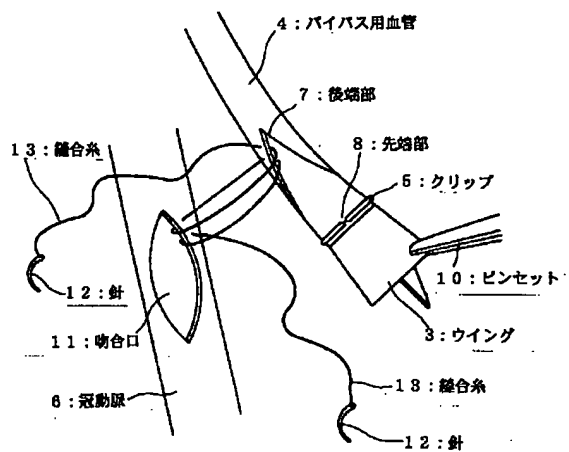 4：バイパス用血管
7：後端部
13：縫合糸
8：先端部
5：クリップ
12：針
10：ピンセット
11：吻合口
3：ウイング
6：冠動脈
13：縫合糸
12：針